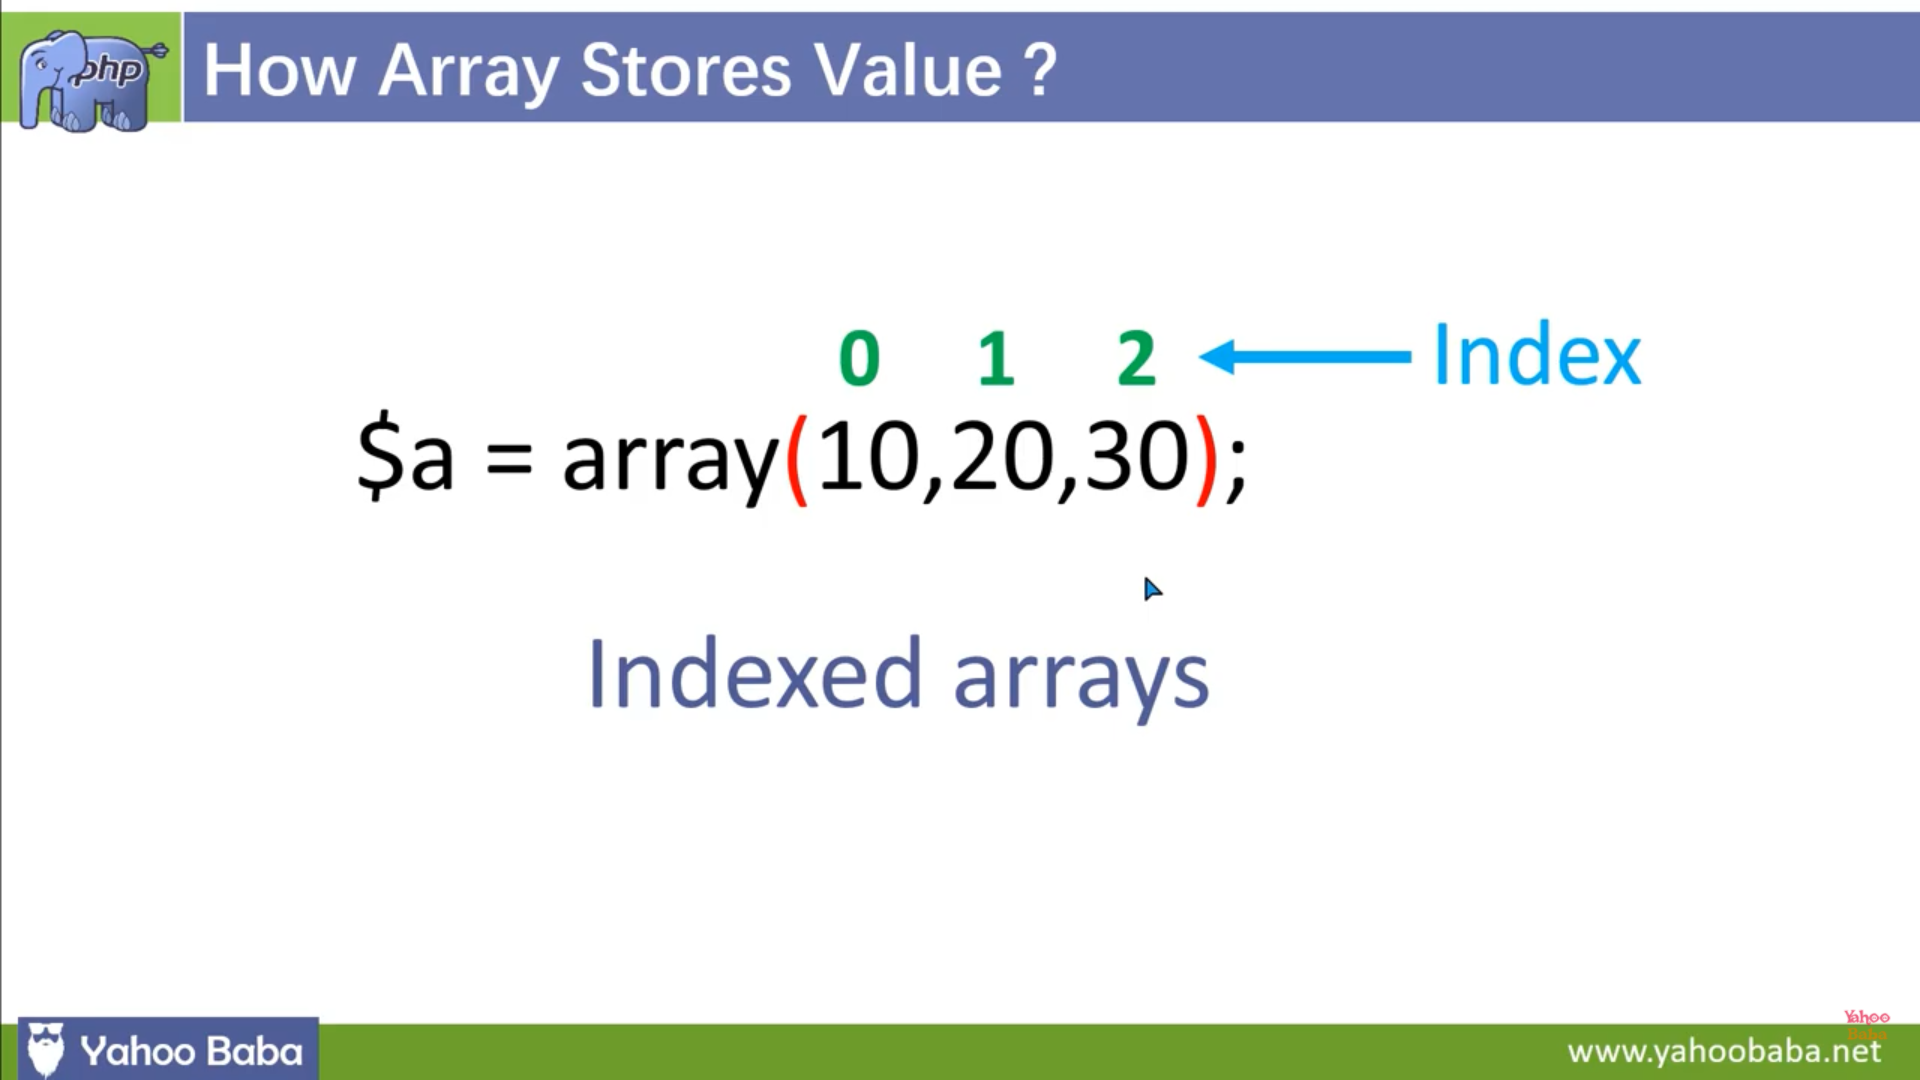 php
How Array Stores Value ?
0 1 2 Index
$a = array(10,20,30);
Indexed arrays
Yahoo Baba
Yahoo
Baba
www.yahoobaba.net